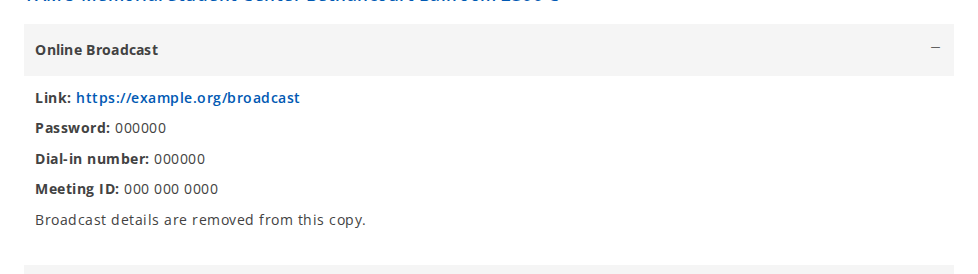 Online Broadcast
Link: https://example.org/broadcast
Password: 000000
Dial-in number: 000000
Meeting ID: 000 000 0000
Broadcast details are removed from this copy.